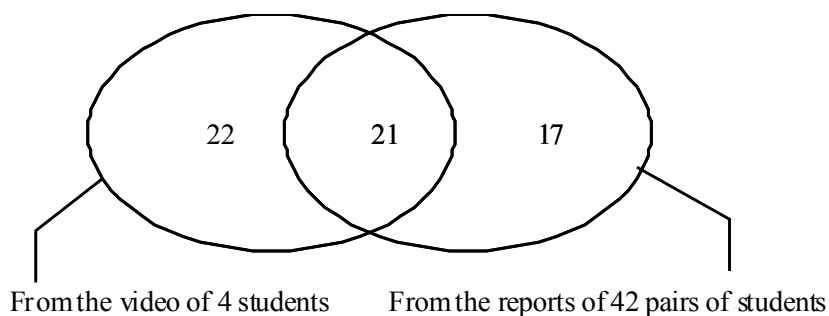 22 21 17
From the video of 4 students From the reports of 42 pairs of students